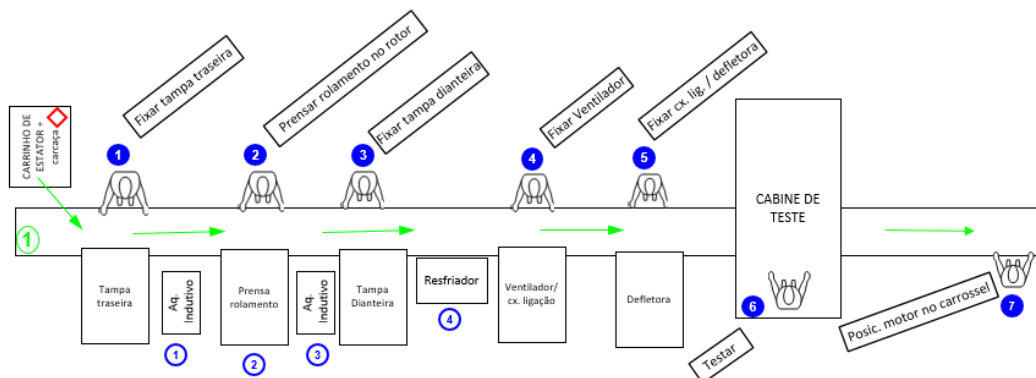 Fixar tampa traseira
Prensar rolamento no rotor
Fixar tampa dianteira
Fixar Ventilador
Fixar cx. lig. / defletora
CARRINHO DE
ESTATOR +
carcaça
1
2
3
4
5
CABINE DE
TESTE
1
Tampa
traseira
Aq.
Indutivo
Prensa
rolamento
Aq.
Indutivo
Tampa
Dianteira
Resfriador
Ventilador/
cx. ligação
Defletora
6
7
1
2
3
4
Testar
Posic. motor no carrossel